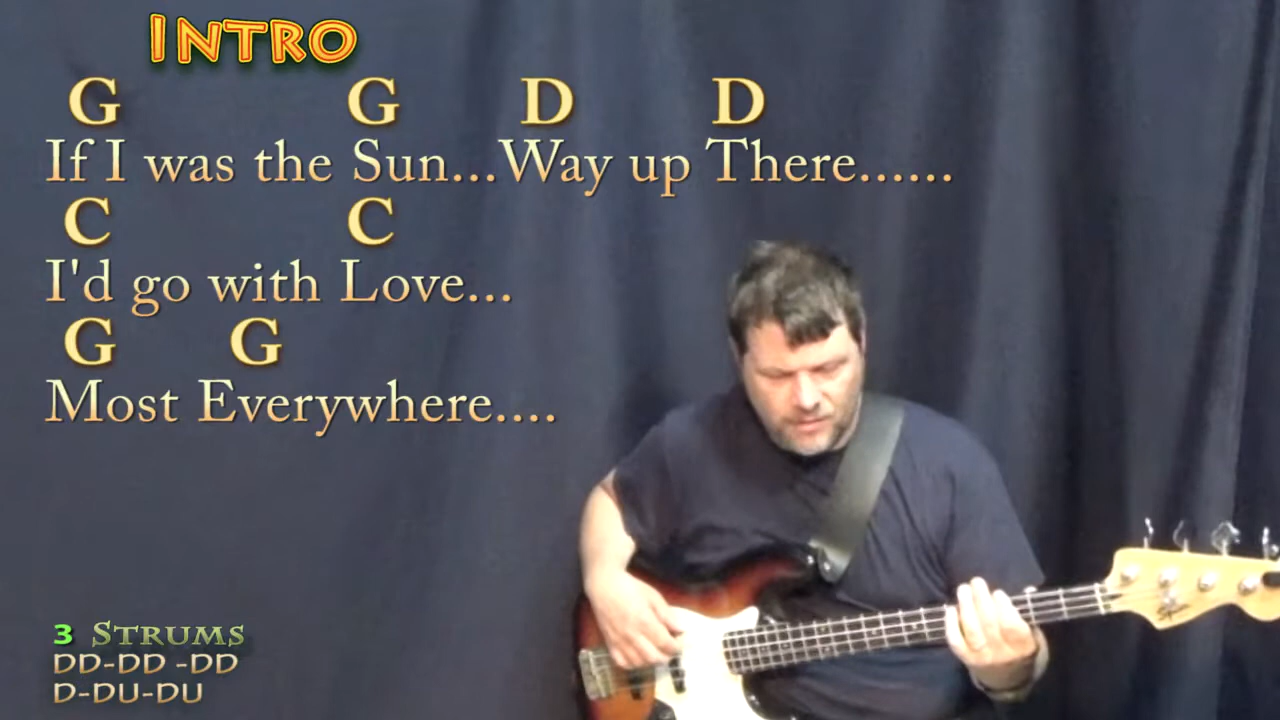 INTRO
G G D D
If I was the Sun...Way up There......
C C
I'd go with Love...
G G
Most Everywhere....
3 STRUMS
DD-DD -DD
D-DU-DU